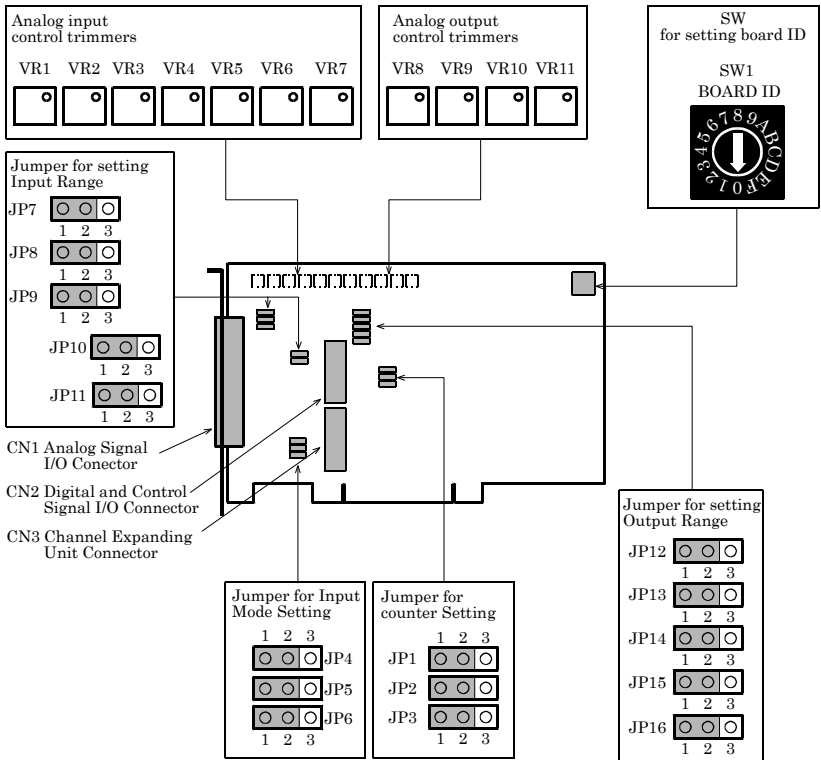 Analog input
control trimmers
VR1 VR2 VR3 VR4 VR5 VR6 VR7
Analog output
control trimmers
VR8 VR9 VR10 VR11
SW
for setting board ID
SW1
BOARD ID
0123456789ABCDEF
Jumper for setting
Input Range
JP7
1 2 3
JP8
1 2 3
JP9
1 2 3
JP10
1 2 3
JP11
1 2 3
CN1 Analog Signal
I/O Conector
CN2 Digital and Control
Signal I/O Connector
CN3 Channel Expanding
Unit Connector
Jumper for Input
Mode Setting
1 2 3
JP4
JP5
JP6
1 2 3
Jumper for
counter Setting
1 2 3
JP1
JP2
JP3
1 2 3
Jumper for setting
Output Range
JP12
1 2 3
JP13
1 2 3
JP14
1 2 3
JP15
1 2 3
JP16
1 2 3